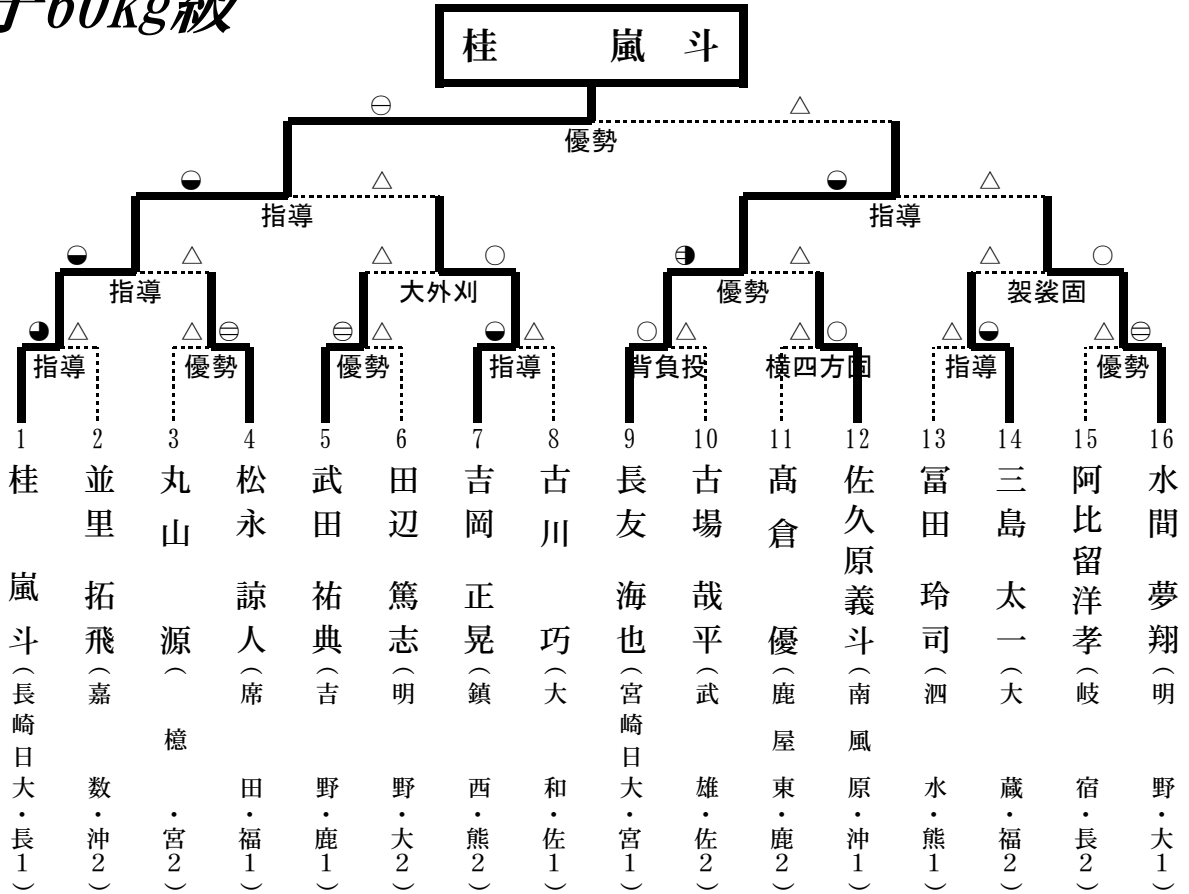 子60kg級
桂 嵐斗
⊖ △
優勢
◒ △ ◒ △
指導 指導
◒ △ △ ○ ◑ △ △ ○
指導 大外刈 優勢 袈裟固
△ △ ⊜ ⊜ △ ◒ △ ○ △ △ ○ △ ◒ △ ⊜
指導 優勢 優勢 指導 背負投 横四方固 指導 優勢
1 2 3 4 5 6 7 8 9 10 11 12 13 14 15 16
桂 嵐斗(長崎日大・長1)
並里 拓飛(嘉数・沖2)
丸山 源(檍・宮2)
松永 諒人(席田・福1)
武田 祐典(吉野・鹿1)
田辺 篤志(明野・大2)
吉岡 正晃(鎮西・熊2)
古川 巧(大和・佐1)
長友 海也(宮崎日大・宮1)
古場 哉平(武雄・佐2)
髙倉 優(鹿屋東・鹿2)
佐久原義斗(南風原・沖1)
冨田 玲司(泗水・熊1)
三島 太一(大蔵・福2)
阿比留洋孝(岐宿・長2)
水間 夢翔(明野・大1)